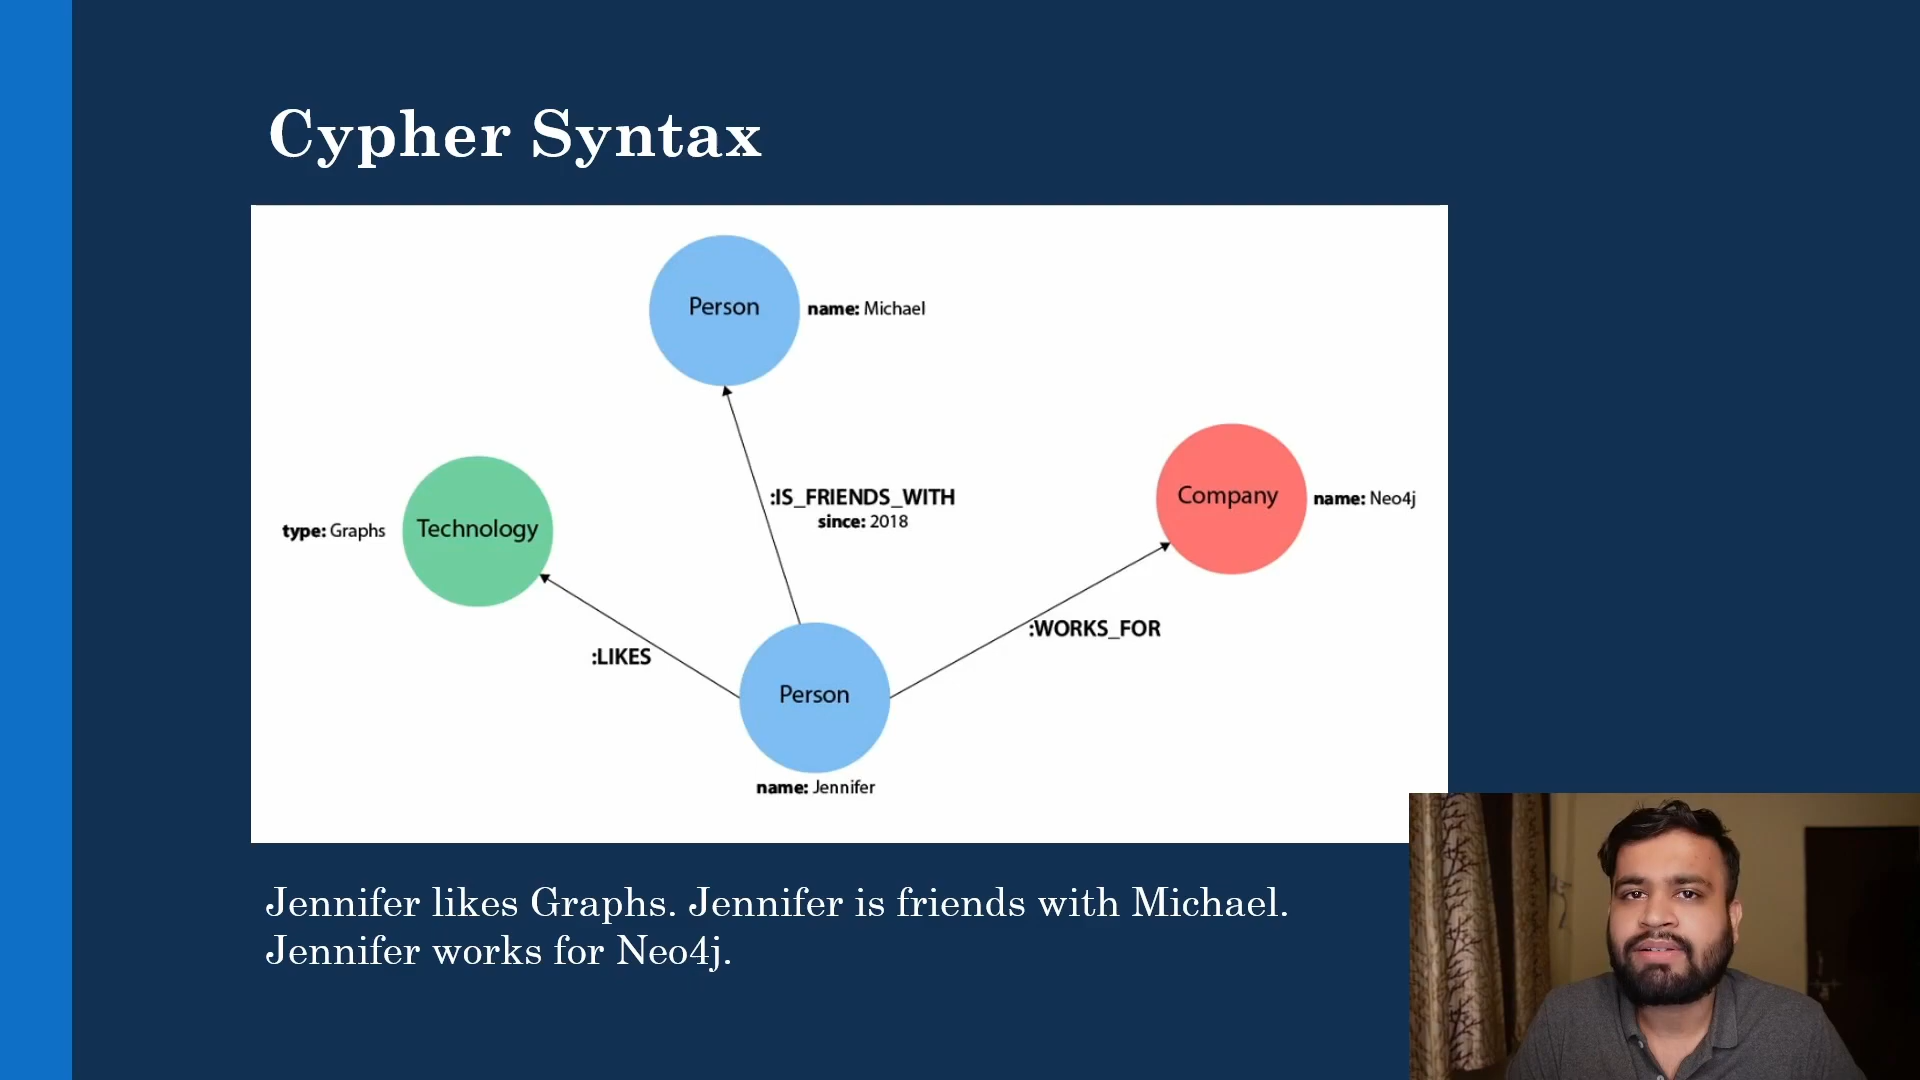 Cypher Syntax
Person
name: Michael
:IS_FRIENDS_WITH
since: 2018
Company
name: Neo4j
type: Graphs
Technology
:WORKS_FOR
:LIKES
Person
name: Jennifer
Jennifer likes Graphs. Jennifer is friends with Michael.
Jennifer works for Neo4j.